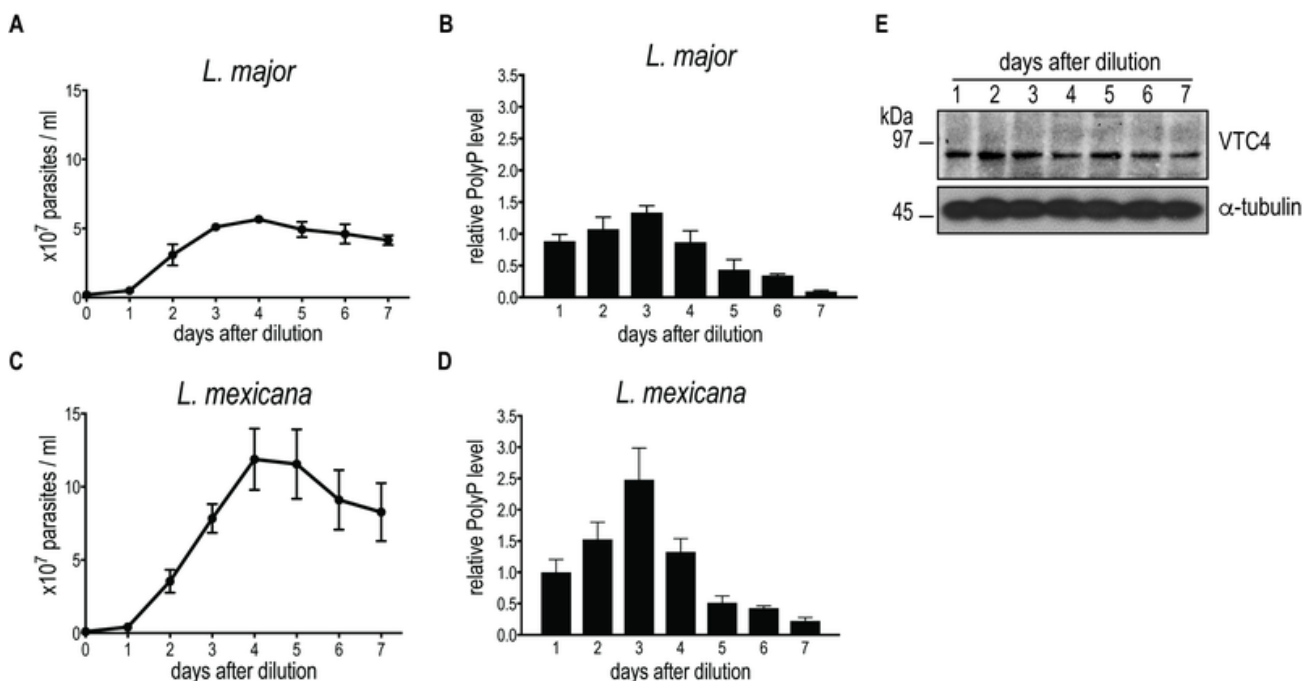 A
L. major
x10⁷ parasites / ml
15
10
5
0
0 1 2 3 4 5 6 7
days after dilution
B
L. major
relative PolyP level
3.5
3.0
2.5
2.0
1.5
1.0
0.5
0.0
1 2 3 4 5 6 7
days after dilution
E
days after dilution
1 2 3 4 5 6 7
kDa
97
VTC4
45
α-tubulin
C
L. mexicana
x10⁷ parasites / ml
15
10
5
0
0 1 2 3 4 5 6 7
days after dilution
D
L. mexicana
relative PolyP level
3.5
3.0
2.5
2.0
1.5
1.0
0.5
0.0
1 2 3 4 5 6 7
days after dilution